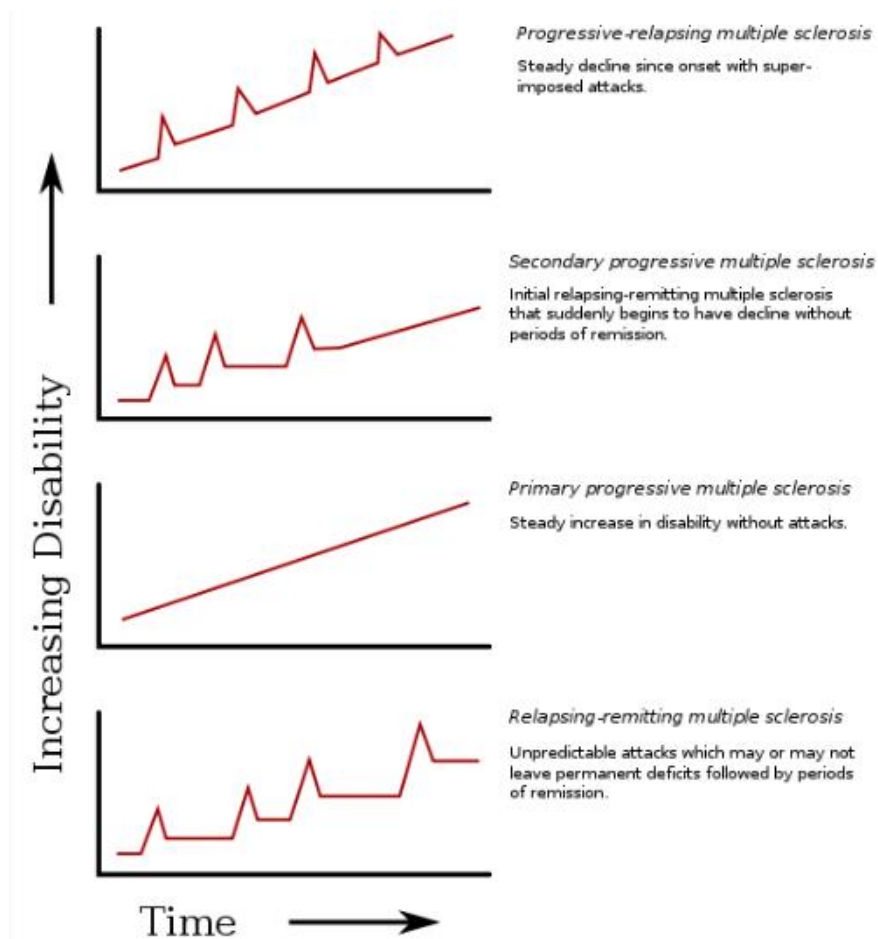 Progressive-relapsing multiple sclerosis
Steady decline since onset with super-
imposed attacks.
Secondary progressive multiple sclerosis
Initial relapsing-remitting multiple sclerosis
that suddenly begins to have decline without
periods of remission.
Primary progressive multiple sclerosis
Steady increase in disability without attacks.
Relapsing-remitting multiple sclerosis
Unpredictable attacks which may or may not
leave permanent deficits followed by periods
of remission.
Increasing Disability
Time